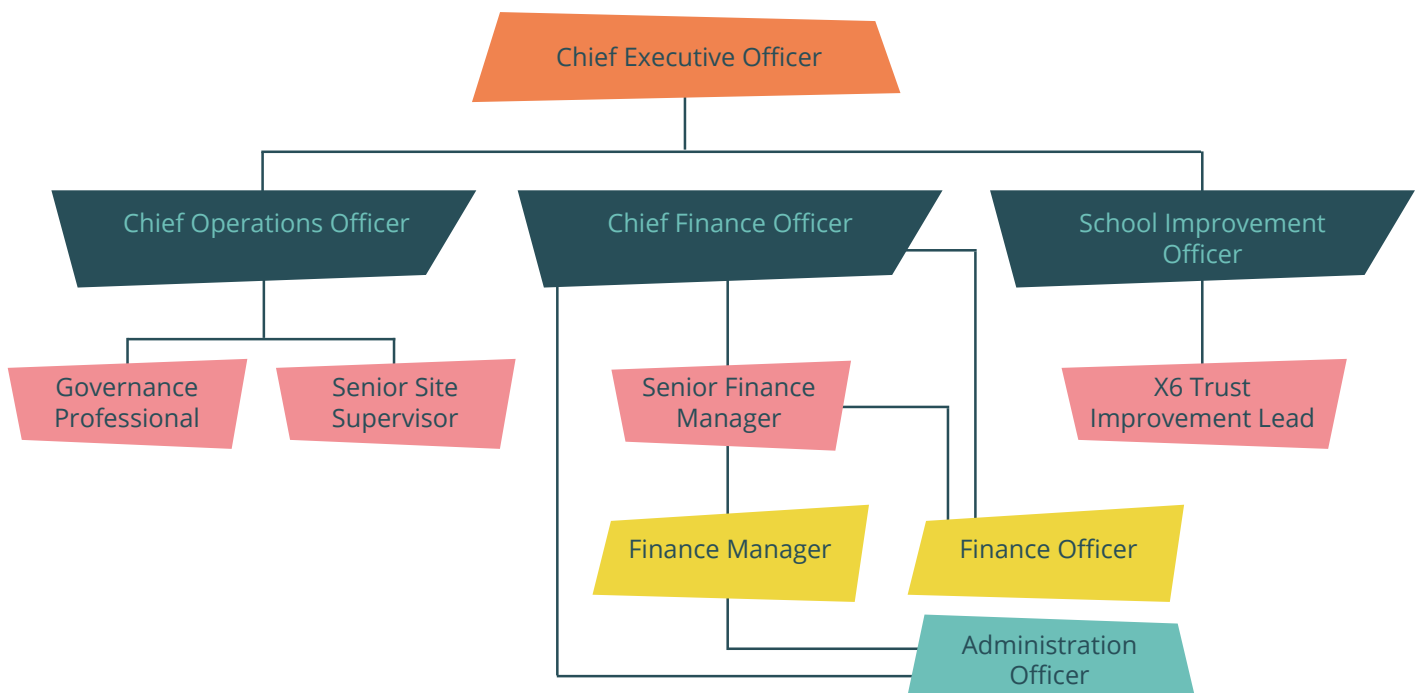 Chief Executive Officer
Chief Operations Officer
Chief Finance Officer
School Improvement
Officer
Governance
Professional
Senior Site
Supervisor
Senior Finance
Manager
X6 Trust
Improvement Lead
Finance Manager
Finance Officer
Administration
Officer